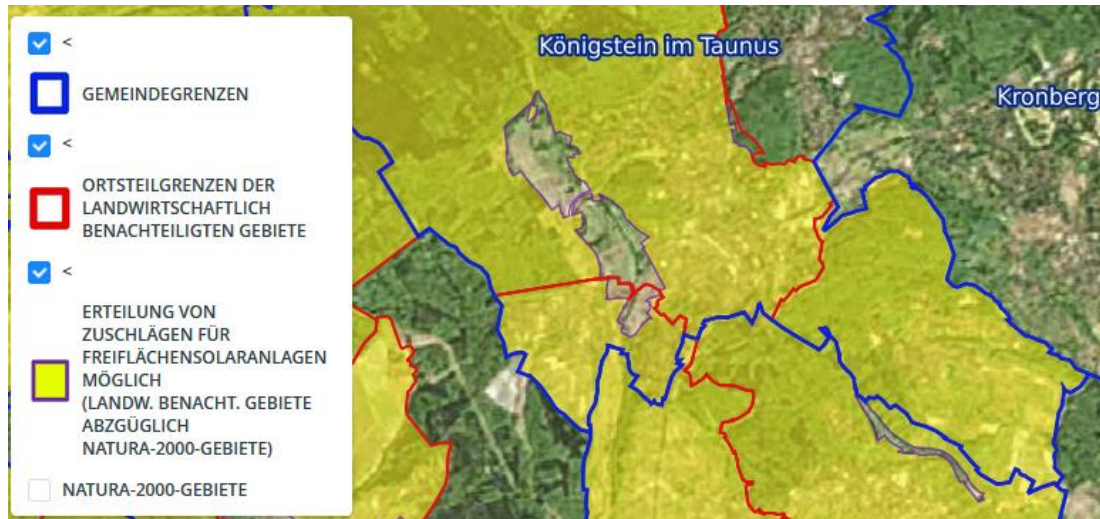 <
GEMEINDEGRENZEN
<
ORTSTEILGRENZEN DER
LANDWIRTSCHAFTLICH
BENACHTEILIGTEN GEBIETE
<
ERTEILUNG VON
ZUSCHLÄGEN FÜR
FREIFLÄCHENSOLARANLAGEN
MÖGLICH
(LANDW. BENACHT. GEBIETE
ABZGÜGLICH
NATURA-2000-GEBIETE)
NATURA-2000-GEBIETE
Königstein im Taunus
Kronberg